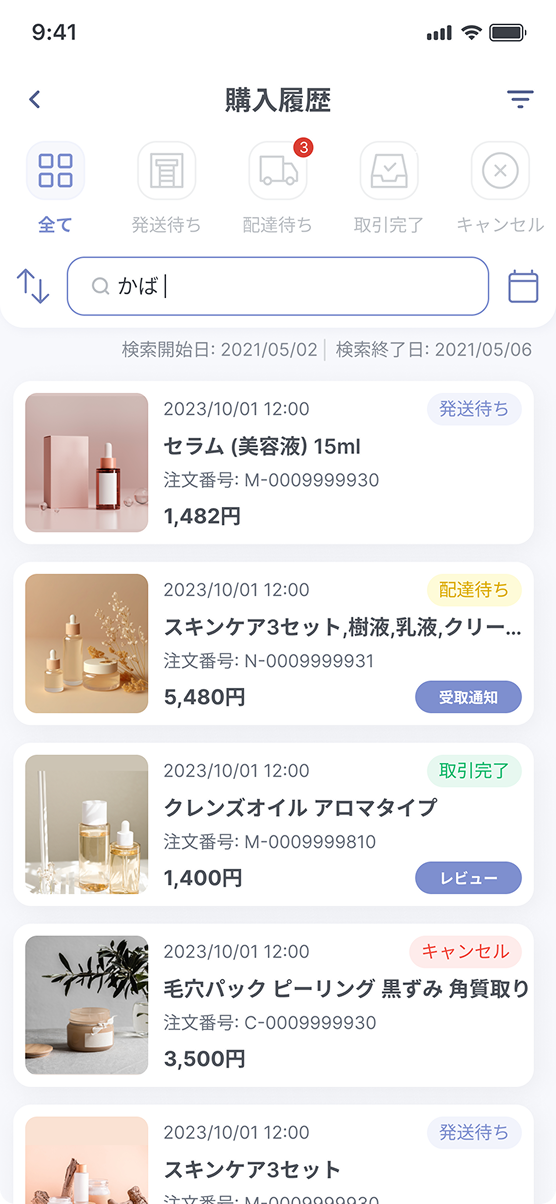 9:41
購入履歴
3
全て 発送待ち 配達待ち 取引完了 キャンセル
かば
検索開始日: 2021/05/02 | 検索終了日: 2021/05/06
2023/10/01 12:00 発送待ち
セラム (美容液) 15ml
注文番号: M-0009999930
1,482円
2023/10/01 12:00 配達待ち
スキンケア3セット,樹液,乳液,クリー...
注文番号: N-0009999931
5,480円 受取通知
2023/10/01 12:00 取引完了
クレンズオイル アロマタイプ
注文番号: M-0009999810
1,400円 レビュー
2023/10/01 12:00 キャンセル
毛穴パック ピーリング 黒ずみ 角質取り
注文番号: C-0009999930
3,500円
2023/10/01 12:00 発送待ち
スキンケア3セット
注文番号: M-0009999930